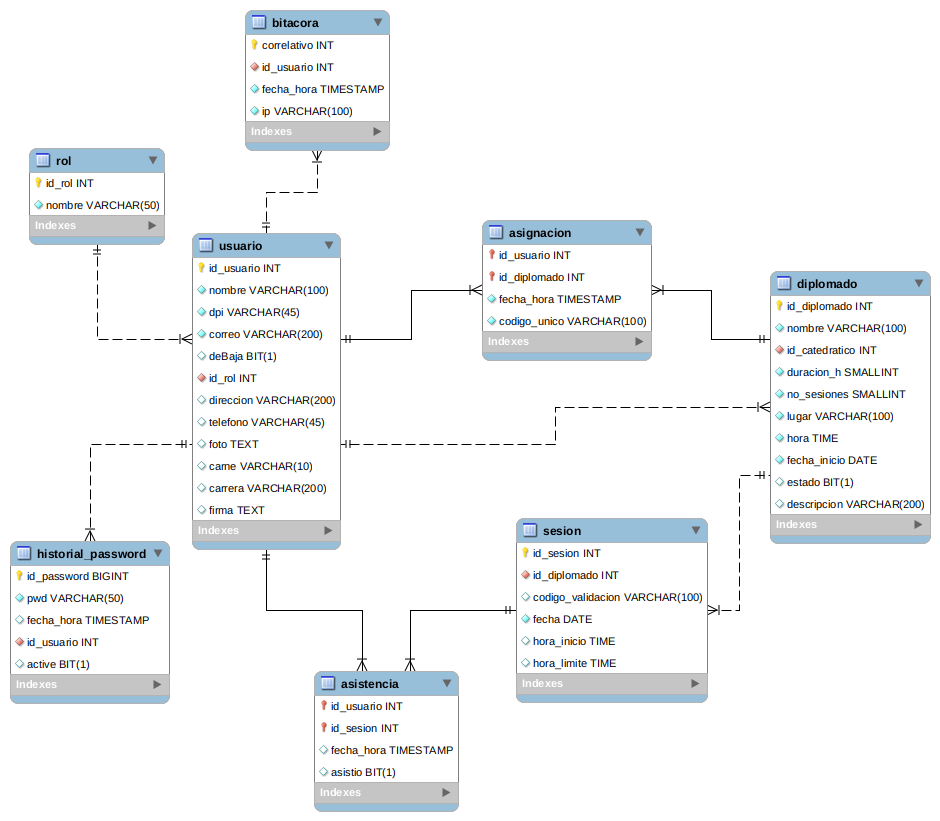 bitacora
correlativo INT
id_usuario INT
fecha_hora TIMESTAMP
ip VARCHAR(100)
Indexes
rol
id_rol INT
nombre VARCHAR(50)
Indexes
usuario
id_usuario INT
nombre VARCHAR(100)
dpi VARCHAR(45)
correo VARCHAR(200)
deBaja BIT(1)
id_rol INT
direccion VARCHAR(200)
telefono VARCHAR(45)
foto TEXT
carne VARCHAR(10)
carrera VARCHAR(200)
firma TEXT
Indexes
asignacion
id_usuario INT
id_diplomado INT
fecha_hora TIMESTAMP
codigo_unico VARCHAR(100)
Indexes
diplomado
id_diplomado INT
nombre VARCHAR(100)
id_catedratico INT
duracion_h SMALLINT
no_sesiones SMALLINT
lugar VARCHAR(100)
hora TIME
fecha_inicio DATE
estado BIT(1)
descripcion VARCHAR(200)
Indexes
historial_password
id_password BIGINT
pwd VARCHAR(50)
fecha_hora TIMESTAMP
id_usuario INT
active BIT(1)
Indexes
sesion
id_sesion INT
id_diplomado INT
codigo_validacion VARCHAR(100)
fecha DATE
hora_inicio TIME
hora_limite TIME
Indexes
asistencia
id_usuario INT
id_sesion INT
fecha_hora TIMESTAMP
asistio BIT(1)
Indexes